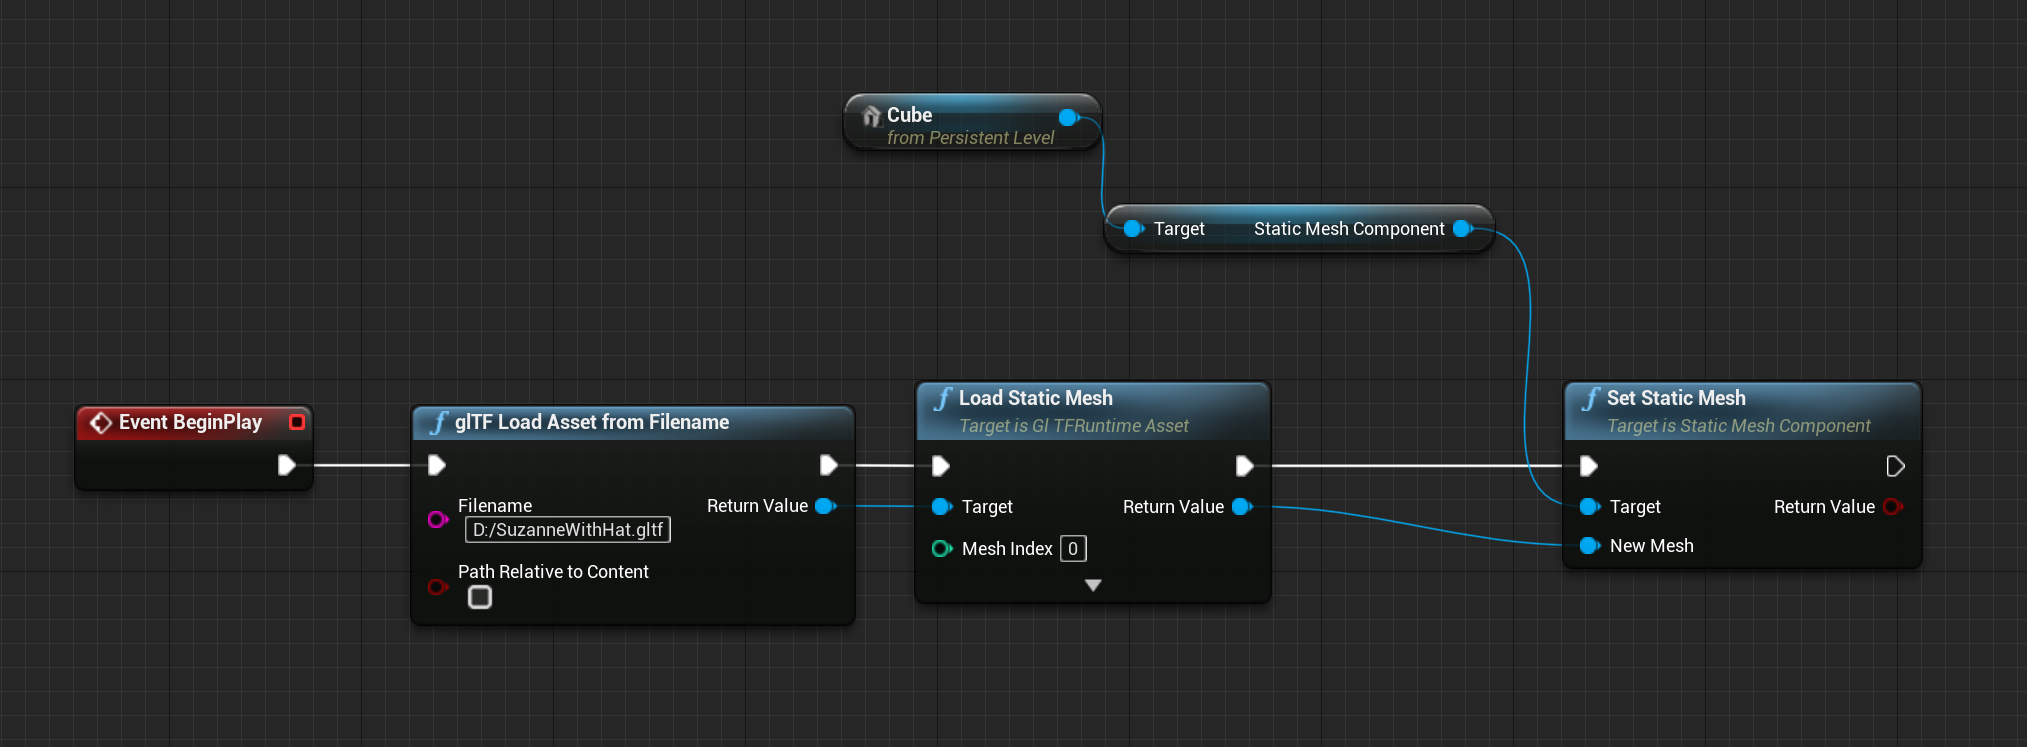 Cube
from Persistent Level
Target
Static Mesh Component
Event BeginPlay
f glTF Load Asset from Filename
Filename
D:/SuzanneWithHat.gltf
Return Value
Path Relative to Content
f Load Static Mesh
Target is Gl TFRuntime Asset
Target
Return Value
Mesh Index 0
f Set Static Mesh
Target is Static Mesh Component
Target
Return Value
New Mesh